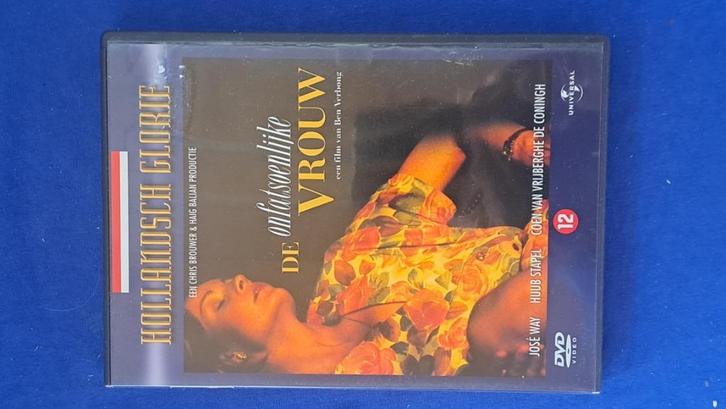 HOLLANDSCH GLORIE
EEN CHRIS BROUWER & HAIG BALIAN PRODUCTIE
DE onfatsoenlijke
VROUW
een film van Ben Verbong
JOSÉ WAY HUUB STAPEL COEN VAN VRIJBERGHE DE CONINGH
DVD
VIDEO
12
UNIVERSAL